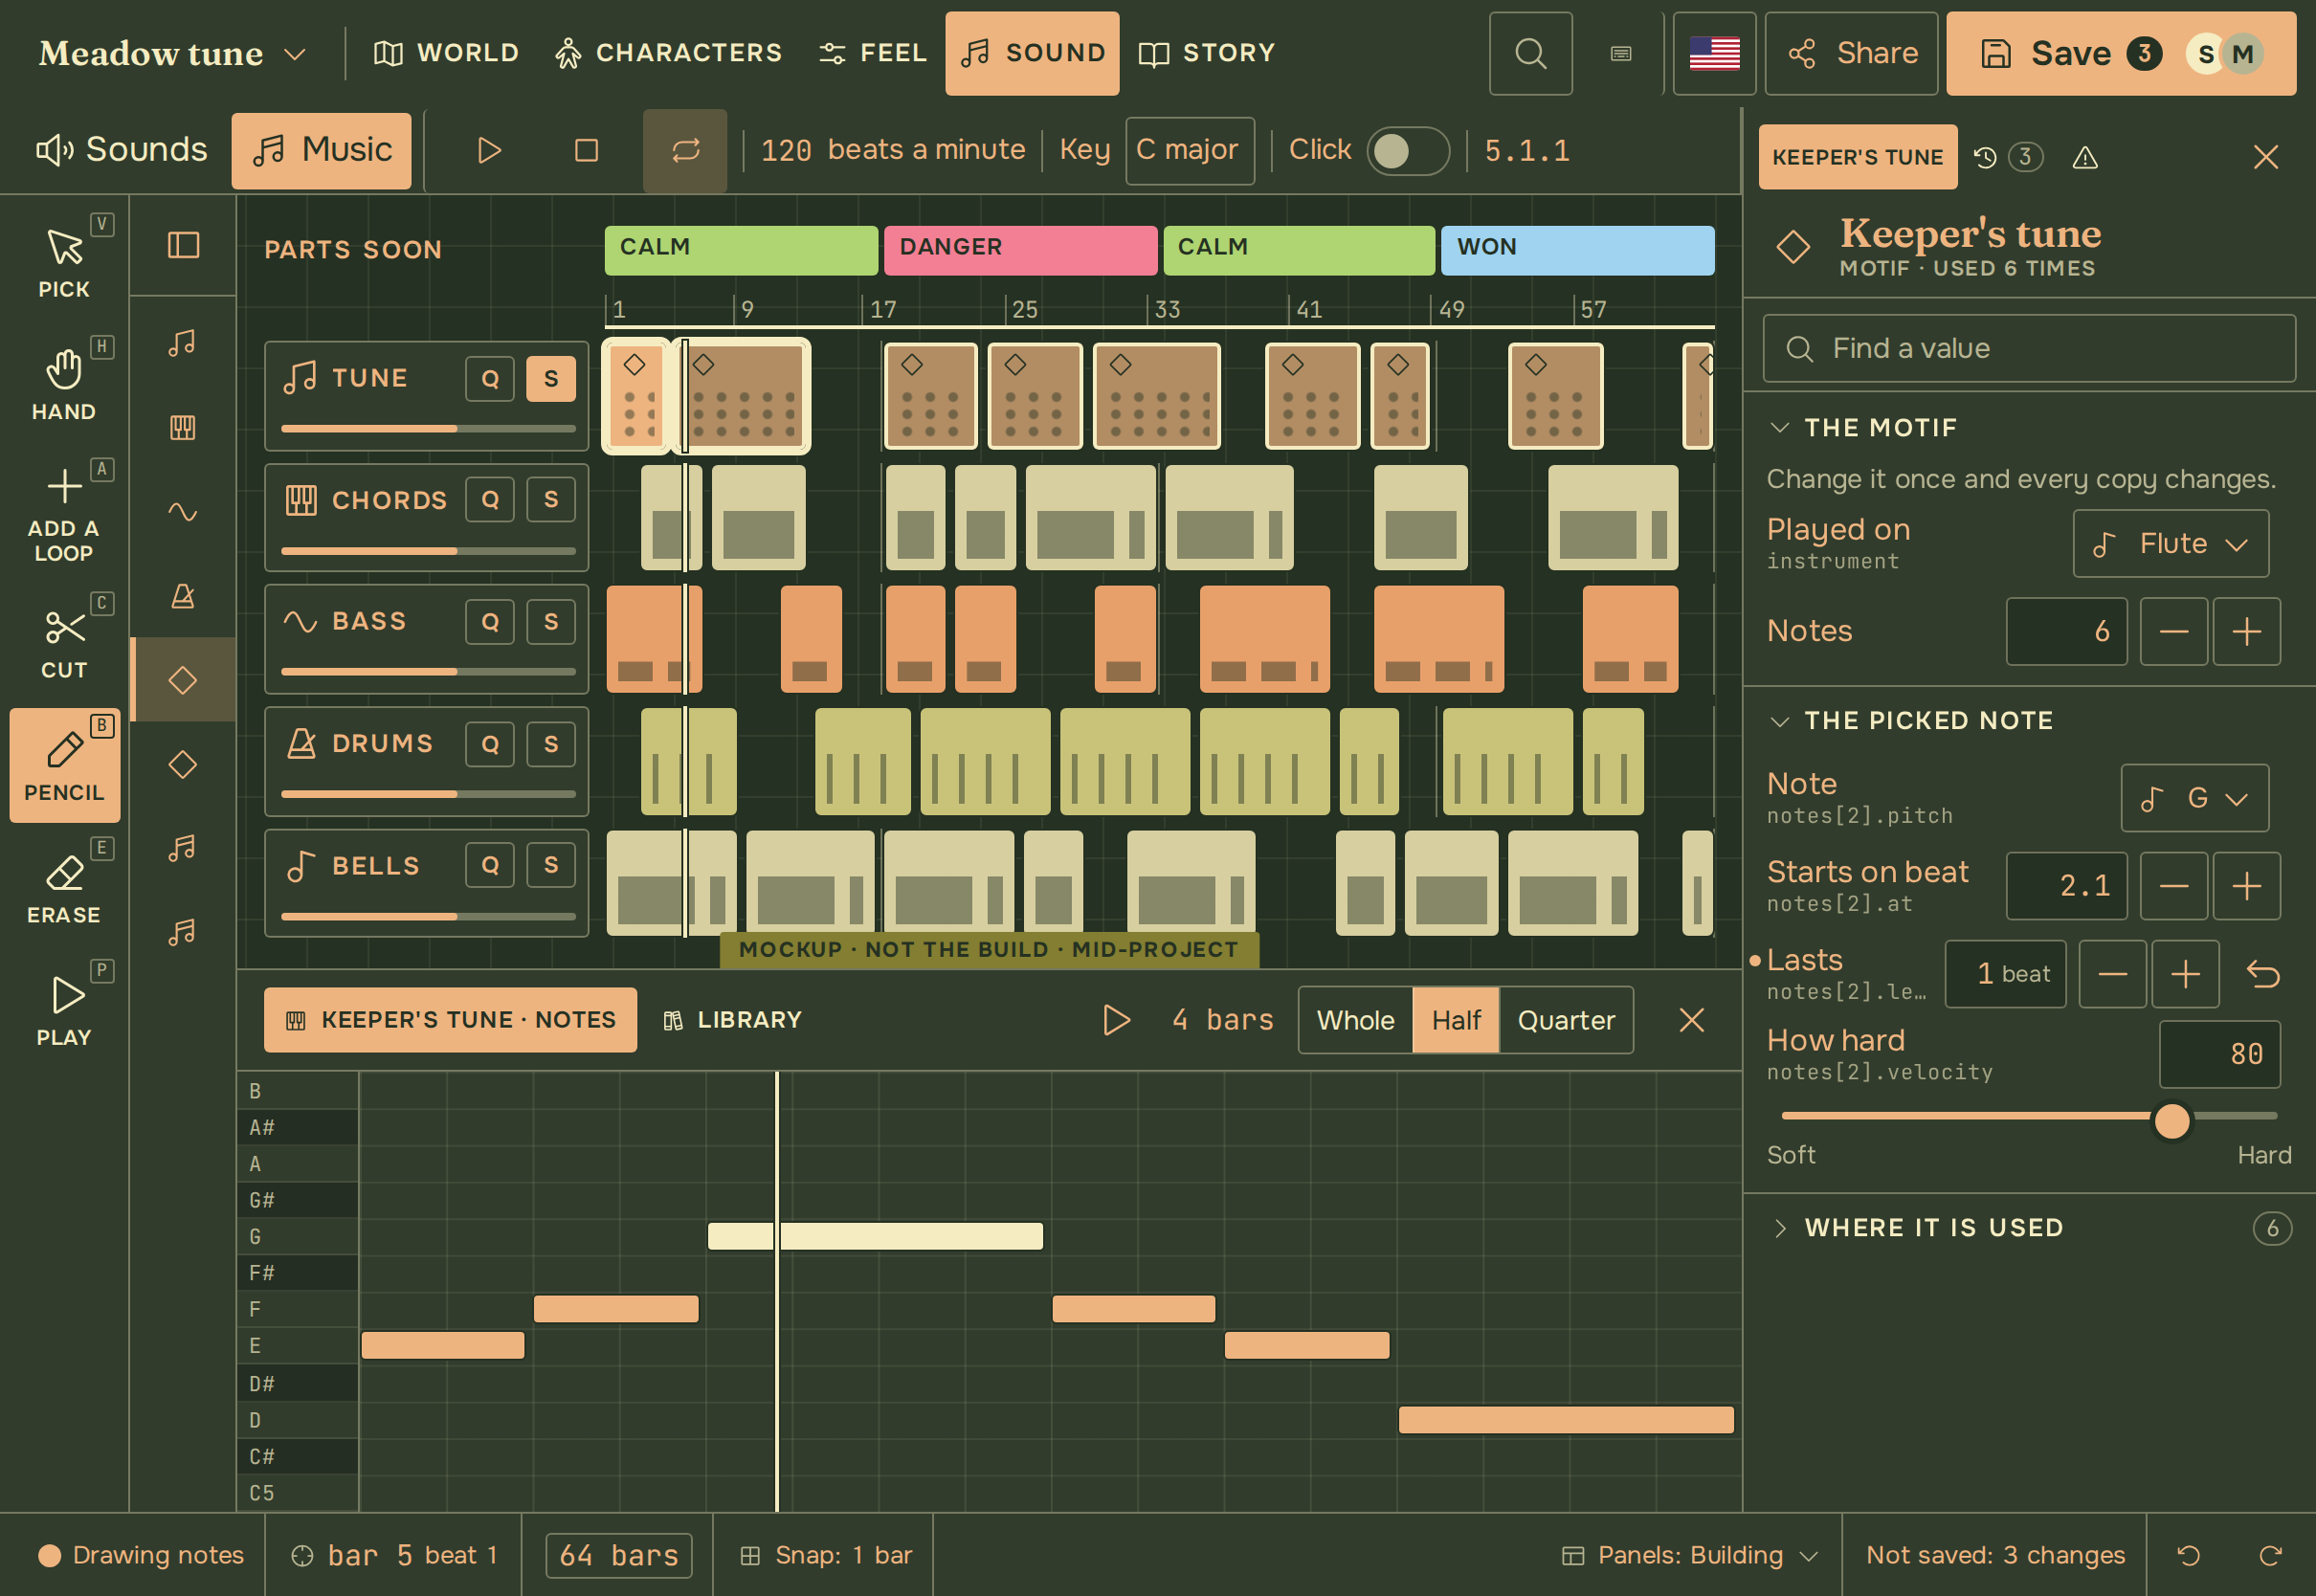 Meadow tune
WORLD
CHARACTERS
FEEL
SOUND
STORY
Share
Save 3
S M
Sounds
Music
120 beats a minute
Key C major
Click
5.1.1
KEEPER'S TUNE
3
Keeper's tune
MOTIF · USED 6 TIMES
Find a value
THE MOTIF
Change it once and every copy changes.
Played on
instrument
Flute
Notes
6
THE PICKED NOTE
Note
notes[2].pitch
G
Starts on beat
notes[2].at
2.1
Lasts
notes[2].le…
1 beat
How hard
notes[2].velocity
80
Soft
Hard
WHERE IT IS USED
6
V
PICK
H
HAND
A
ADD A
LOOP
C
CUT
B
PENCIL
E
ERASE
P
PLAY
PARTS SOON
CALM
DANGER
CALM
WON
1 9 17 25 33 41 49 57
TUNE Q S
CHORDS Q S
BASS Q S
DRUMS Q S
BELLS Q S
MOCKUP · NOT THE BUILD · MID-PROJECT
KEEPER'S TUNE · NOTES
LIBRARY
4 bars
Whole
Half
Quarter
B
A#
A
G#
G
F#
F
E
D#
D
C#
C5
Drawing notes
bar 5 beat 1
64 bars
Snap: 1 bar
Panels: Building
Not saved: 3 changes